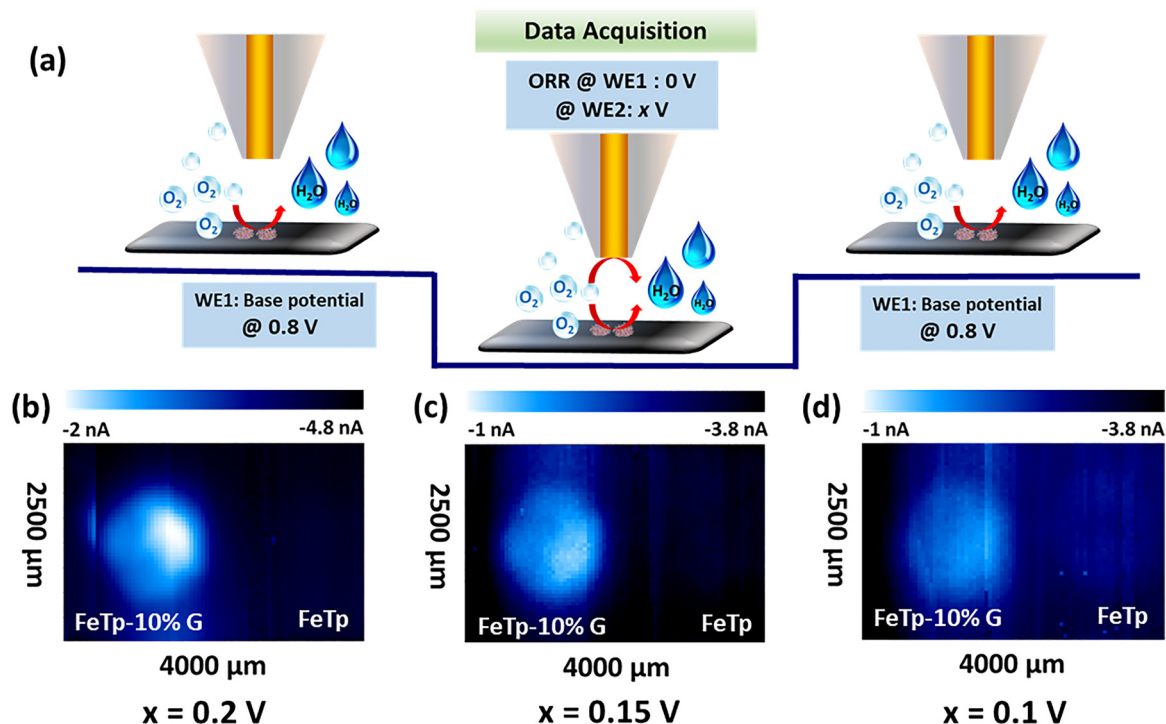 (a)
Data Acquisition
ORR @ WE1 : 0 V
@ WE2: x V
O₂
O₂
O₂
H₂O
H₂O
O₂
O₂
O₂
H₂O
H₂O
O₂
O₂
O₂
H₂O
H₂O
WE1: Base potential
@ 0.8 V
WE1: Base potential
@ 0.8 V
(b)
-2 nA
-4.8 nA
2500 µm
FeTp-10% G
FeTp
4000 µm
x = 0.2 V
(c)
-1 nA
-3.8 nA
2500 µm
FeTp-10% G
FeTp
4000 µm
x = 0.15 V
(d)
-1 nA
-3.8 nA
2500 µm
FeTp-10% G
FeTp
4000 µm
x = 0.1 V